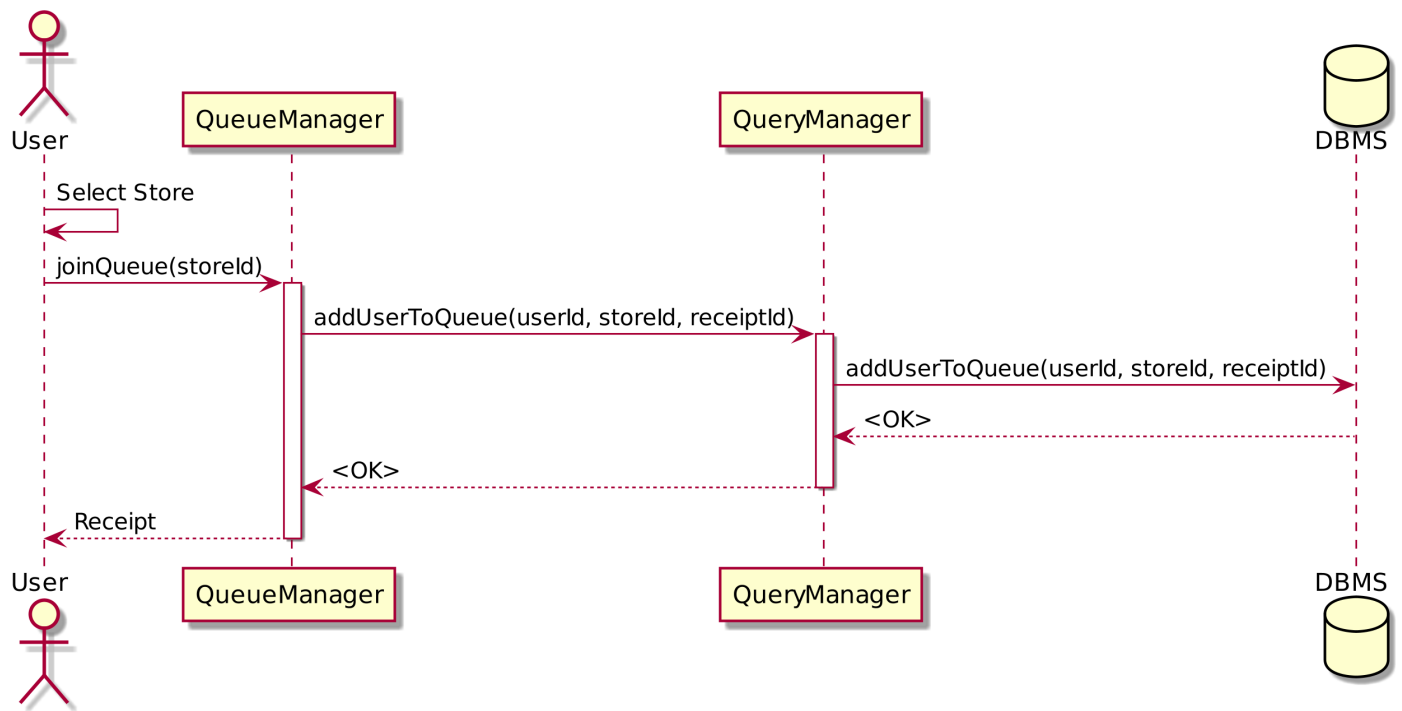 User
QueueManager
QueryManager
DBMS
Select Store
joinQueue(storeId)
addUserToQueue(userId, storeId, receiptId)
addUserToQueue(userId, storeId, receiptId)
<OK>
<OK>
Receipt
User
QueueManager
QueryManager
DBMS